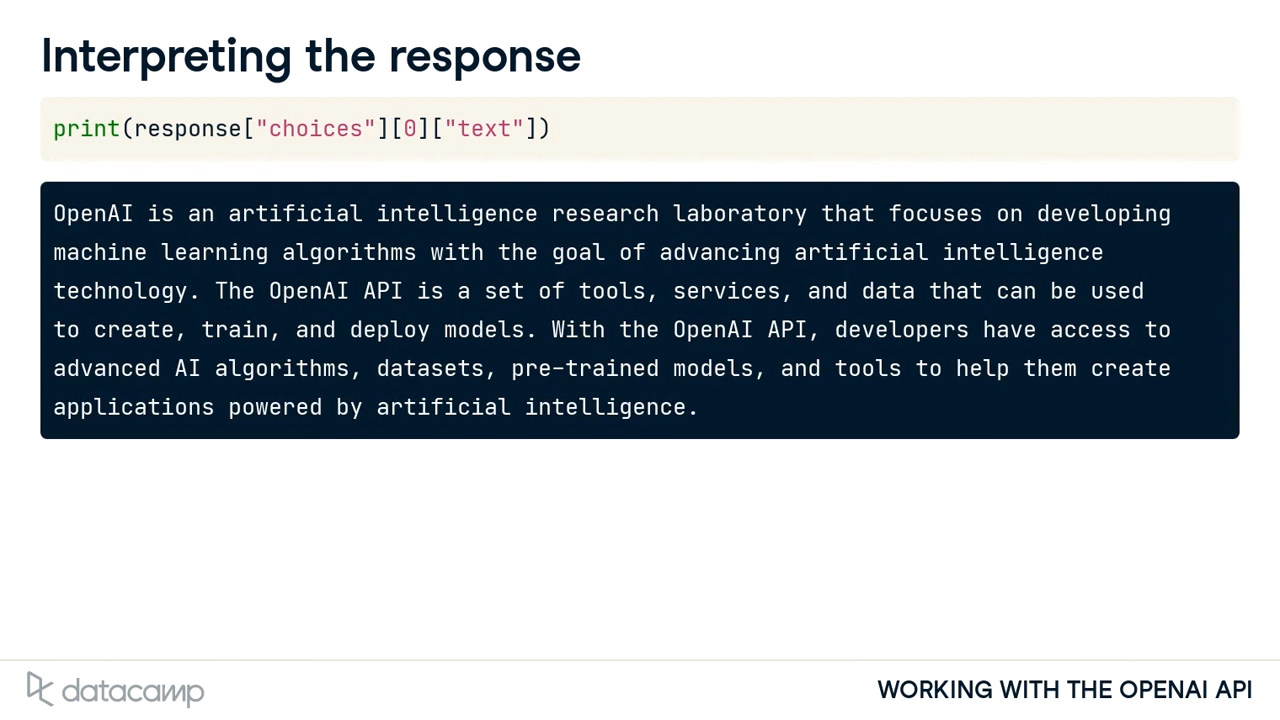 Interpreting the response
print(response["choices"][0]["text"])
OpenAI is an artificial intelligence research laboratory that focuses on developing
machine learning algorithms with the goal of advancing artificial intelligence
technology. The OpenAI API is a set of tools, services, and data that can be used
to create, train, and deploy models. With the OpenAI API, developers have access to
advanced AI algorithms, datasets, pre-trained models, and tools to help them create
applications powered by artificial intelligence.
datacamp
WORKING WITH THE OPENAI API